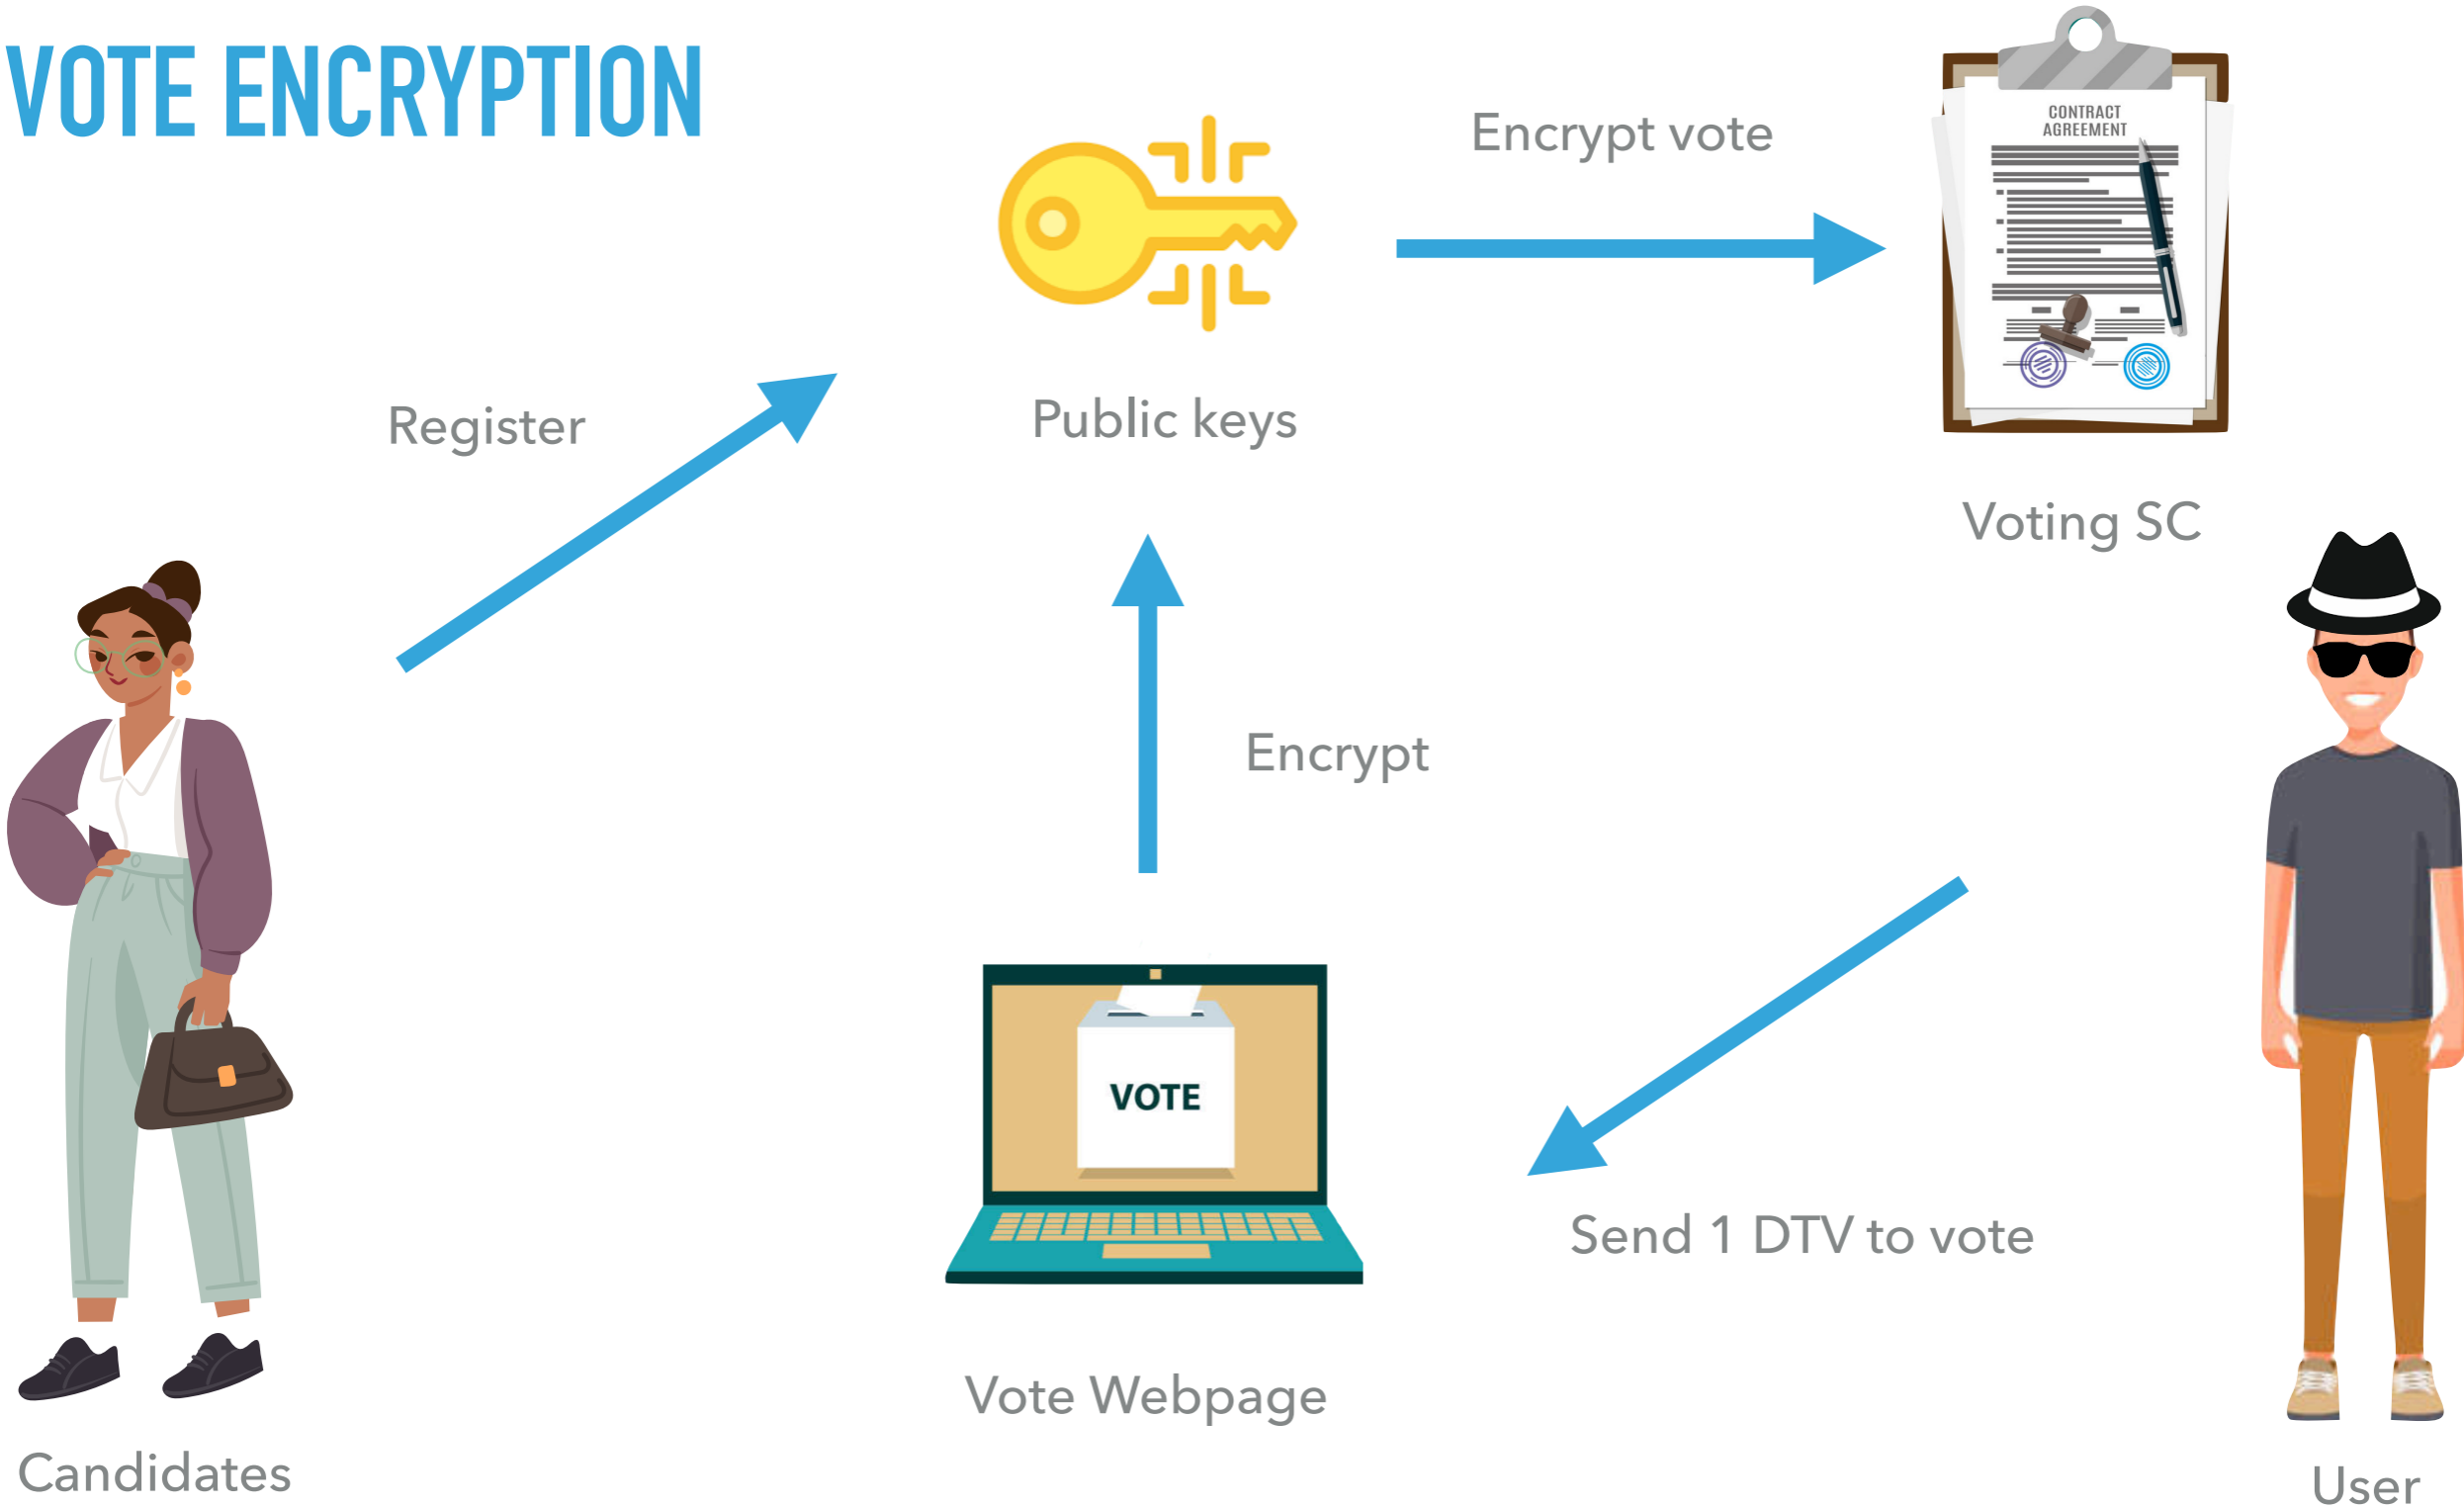 VOTE ENCRYPTION
Encrypt vote
CONTRACT
AGREEMENT
Register
Public keys
Voting SC
Encrypt
VOTE
Send 1 DTV to vote
Vote Webpage
Candidates
User